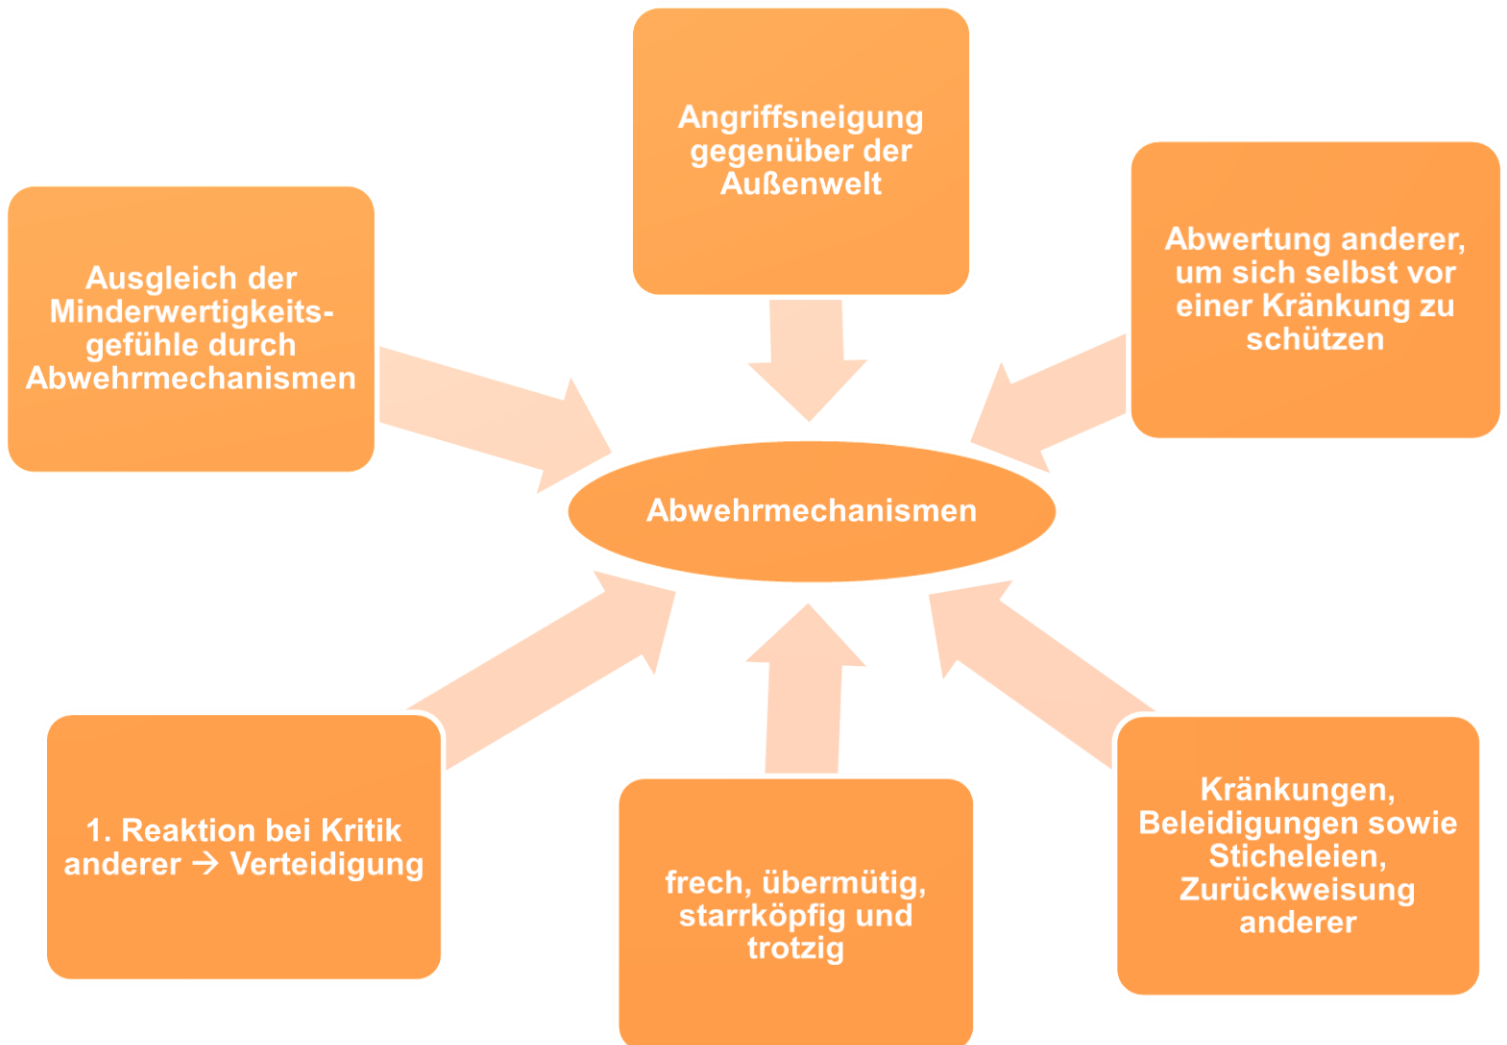 Angriffsneigung
gegenüber der
Außenwelt
Abwertung anderer,
um sich selbst vor
einer Kränkung zu
schützen
Ausgleich der
Minderwertigkeits-
gefühle durch
Abwehrmechanismen
Abwehrmechanismen
1. Reaktion bei Kritik
anderer → Verteidigung
frech, übermütig,
starrköpfig und
trotzig
Kränkungen,
Beleidigungen sowie
Sticheleien,
Zurückweisung
anderer